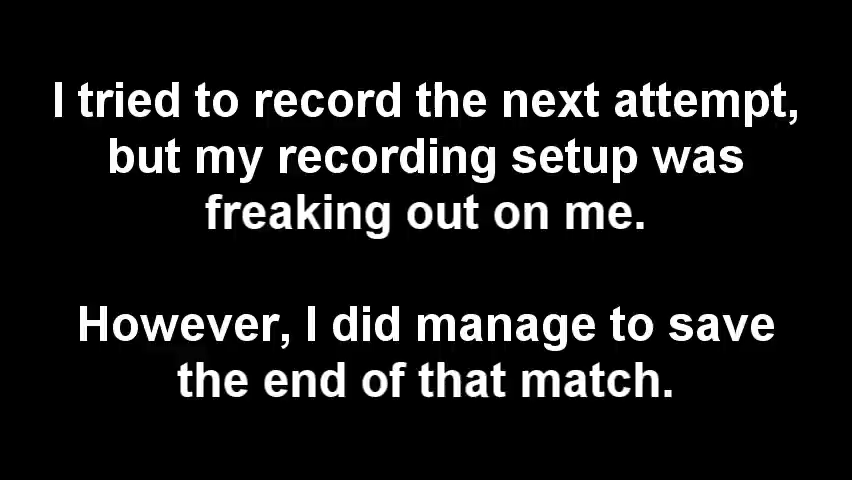 I tried to record the next attempt,
but my recording setup was
freaking out on me.
However, I did manage to save
the end of that match.